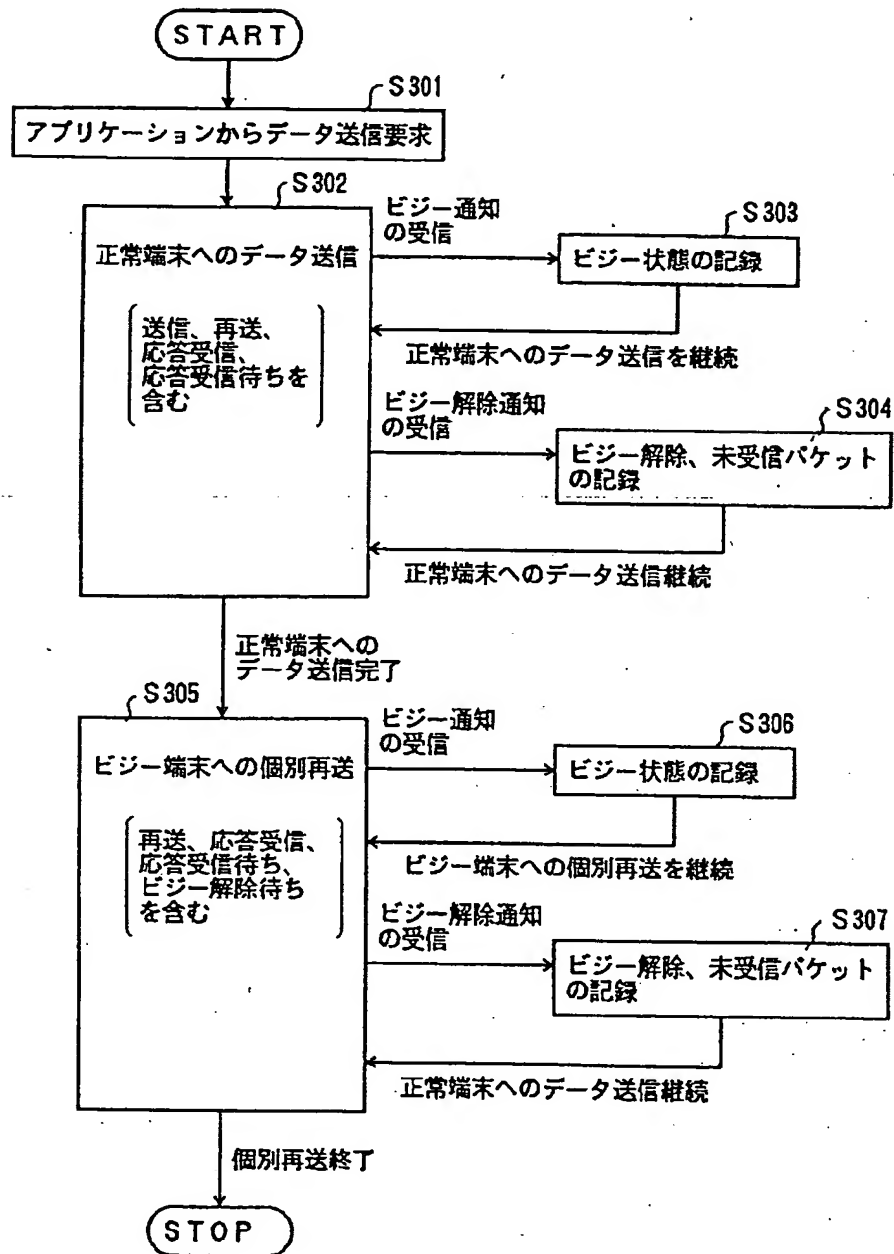 START
S301
アプリケーションからデータ送信要求
S302
正常端末へのデータ送信
送信、再送、
応答受信、
応答受信待ちを
含む
ビジー通知
の受信
S303
ビジー状態の記録
正常端末へのデータ送信を継続
ビジー解除通知
の受信
S304
ビジー解除、未受信パケット
の記録
正常端末へのデータ送信継続
正常端末への
データ送信完了
S305
ビジー端末への個別再送
再送、応答受信、
応答受信待ち、
ビジー解除待ち
を含む
ビジー通知
の受信
S306
ビジー状態の記録
ビジー端末への個別再送を継続
ビジー解除通知
の受信
S307
ビジー解除、未受信パケット
の記録
正常端末へのデータ送信継続
個別再送終了
STOP